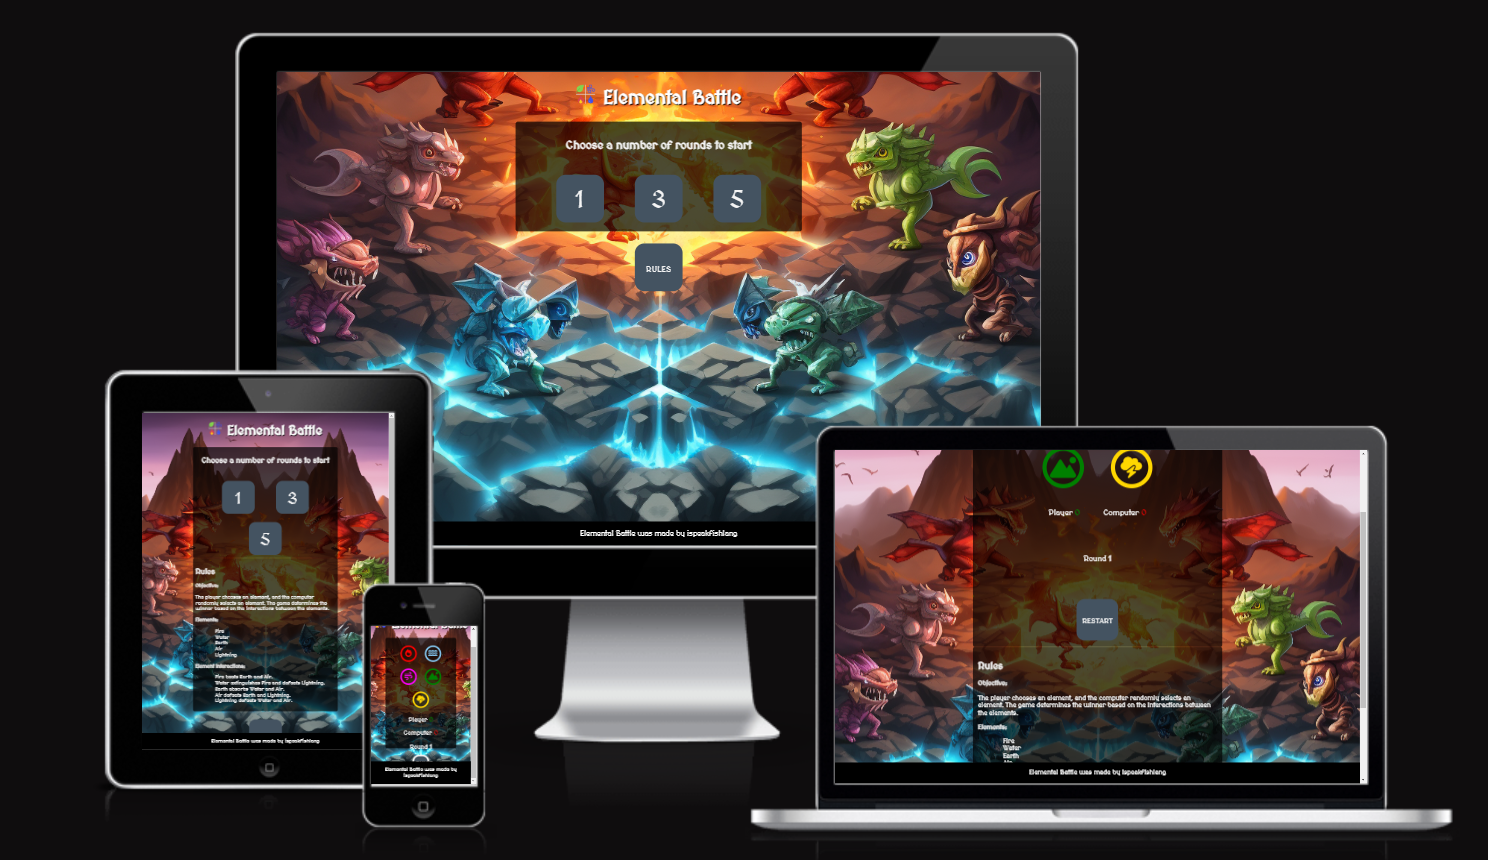 Elemental Battle
Choose a number of rounds to start
1 3 5
RULES
Elemental Battle was made by ispeakfishlang
Elemental Battle
Choose a number of rounds to start
1 3
5
Rules
Objective:
The player chooses an element, and the computer
randomly selects an element. The game determines the
winner based on the interactions between the elements.
Elements:
Fire
Water
Earth
Air
Lightning
Element Interactions:
Fire beats Earth and Air.
Water extinguishes Fire and defeats Lightning.
Earth absorbs Water and Air.
Air defeats Earth and Lightning.
Lightning defeats Water and Air.
Elemental Battle was made by ispeakfishlang
Elemental Battle
Player
Computer 0
Round 1
Elemental Battle was made by
ispeakfishlang
Player 0 Computer 0
Round 1
RESTART
Rules
Objective:
The player chooses an element, and the computer randomly selects an
element. The game determines the winner based on the interactions between
the elements.
Elements:
Fire
Water
Earth
Air
Elemental Battle was made by ispeakfishlang